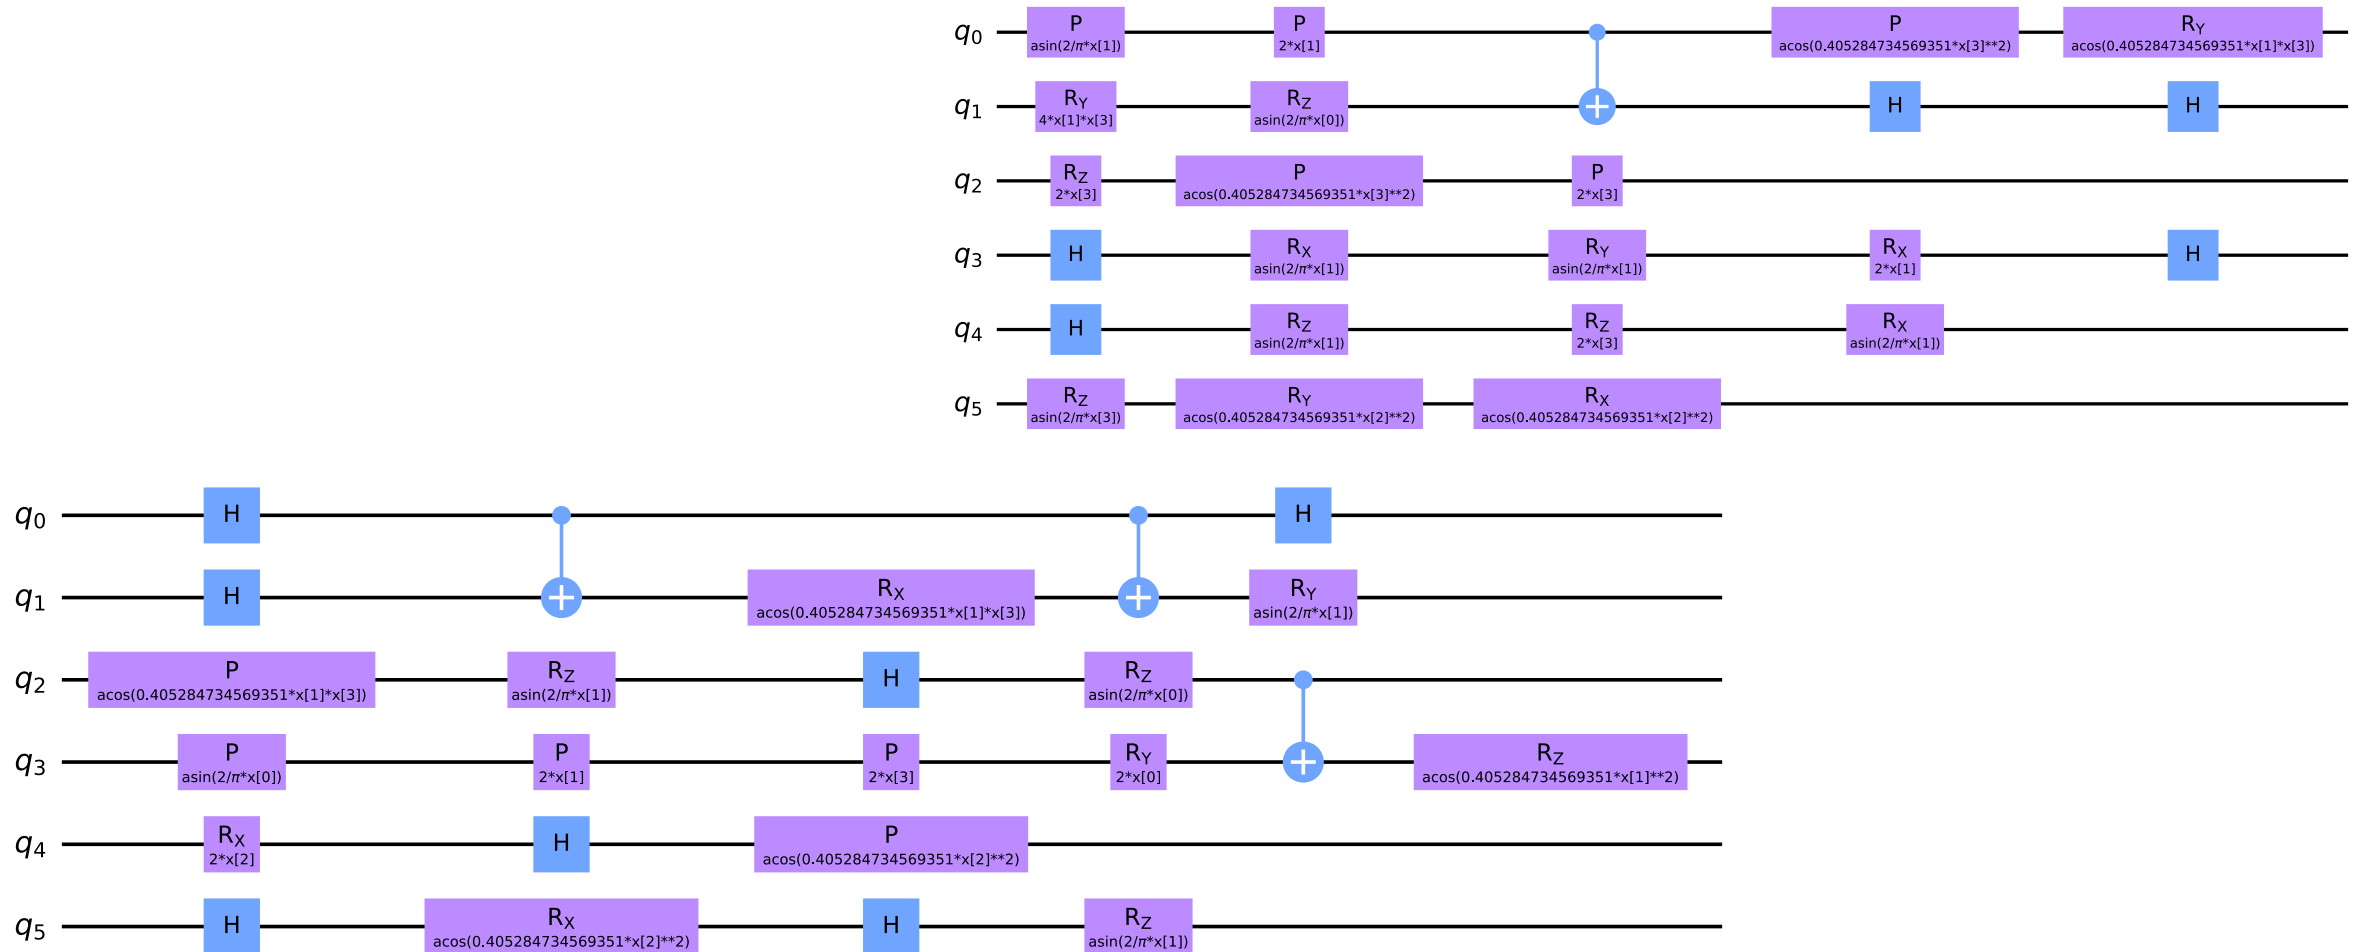 q0 P P P RY
asin(2/π*x[1]) 2*x[1] acos(0.405284734569351*x[3]**2) acos(0.405284734569351*x[1]*x[3])
q1 RY RZ H H
4*x[1]*x[3] asin(2/π*x[0])
q2 RZ P P
2*x[3] acos(0.405284734569351*x[3]**2) 2*x[3]
q3 H RX RY RX H
asin(2/π*x[1]) asin(2/π*x[1]) 2*x[1]
q4 H RZ RZ RX
asin(2/π*x[1]) 2*x[3] asin(2/π*x[1])
q5 RZ RY RX
asin(2/π*x[3]) acos(0.405284734569351*x[2]**2) acos(0.405284734569351*x[2]**2)
q0 H H
q1 H RX RY
acos(0.405284734569351*x[1]*x[3]) asin(2/π*x[1])
q2 P RZ H RZ
acos(0.405284734569351*x[1]*x[3]) asin(2/π*x[1]) asin(2/π*x[0])
q3 P P P RY RZ
asin(2/π*x[0]) 2*x[1] 2*x[3] 2*x[0] acos(0.405284734569351*x[1]**2)
q4 RX H P
2*x[2] acos(0.405284734569351*x[2]**2)
q5 H RX H RZ
acos(0.405284734569351*x[2]**2) asin(2/π*x[1])